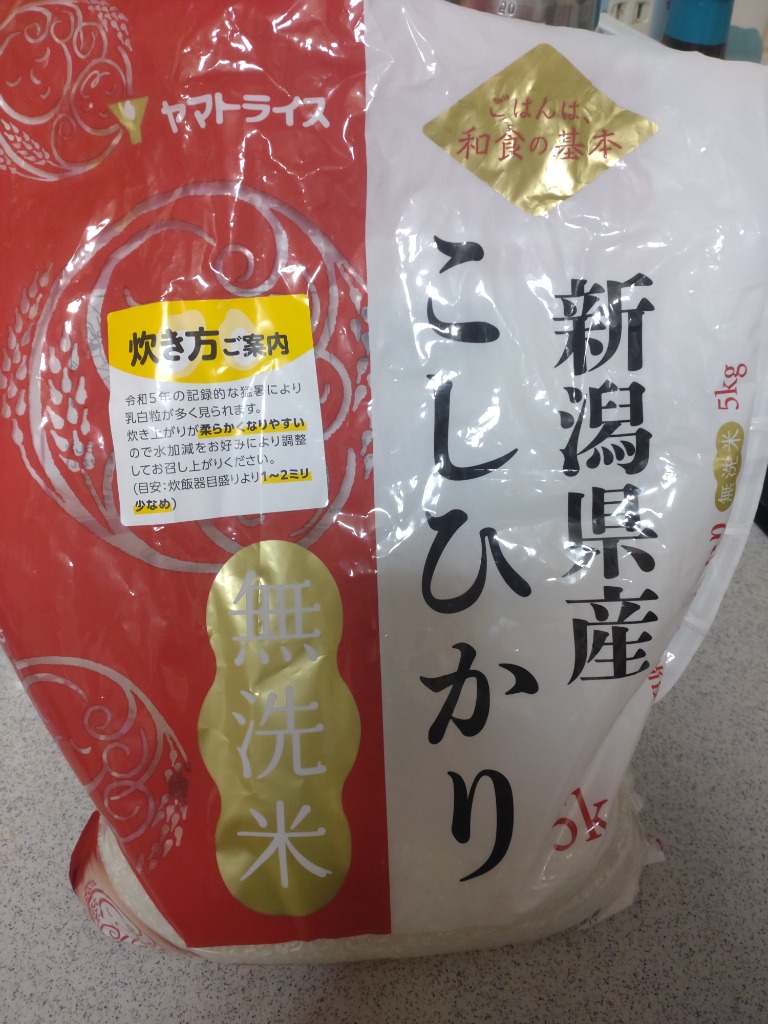 ヤマトライス
ごはんは、
和食の基本
新潟県産
こしひかり
炊き方ご案内
令和5年の記録的な猛暑により
乳白粒が多く見られます。
炊き上がりが柔らかくなりやすい
ので水加減をお好みにより調整
してお召し上がりください。
(目安：炊飯器目盛りより1〜2ミリ
少なめ)
無洗米
無洗米
5kg
20